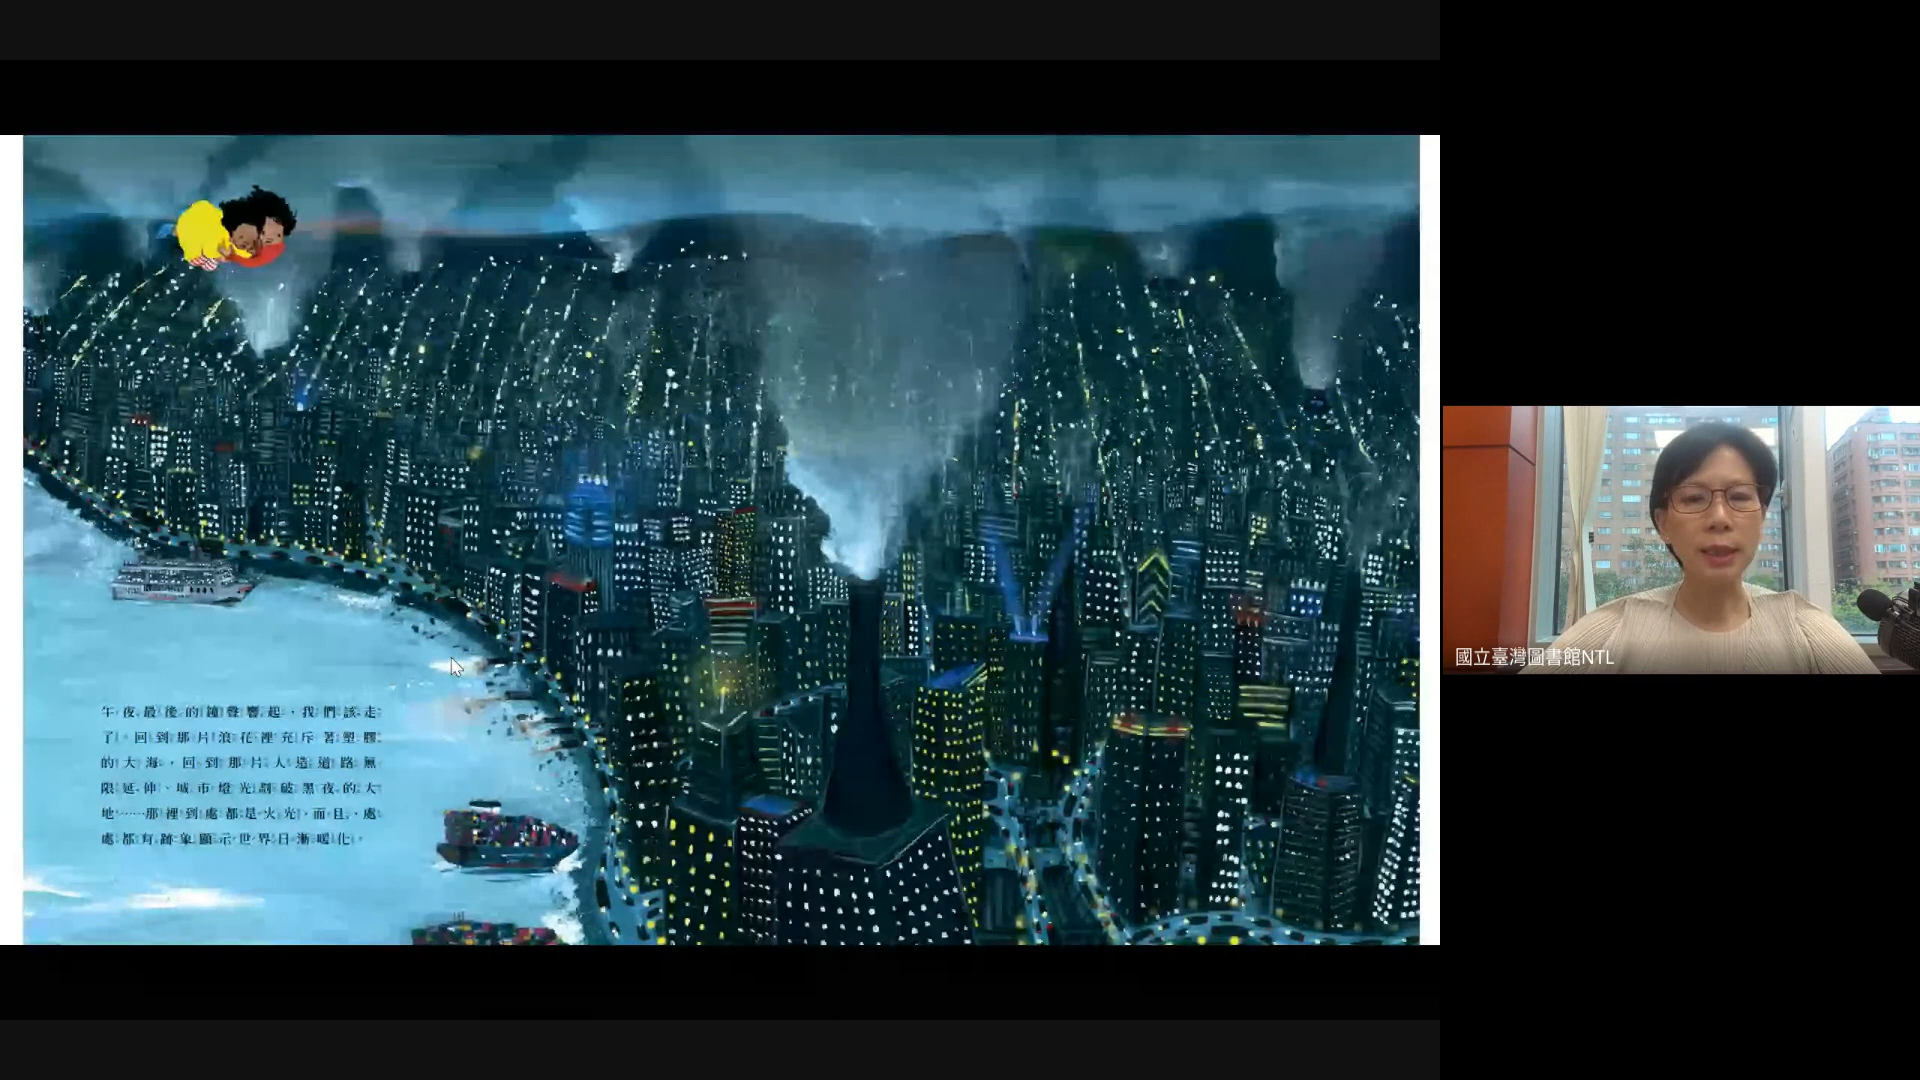 午夜最後的鐘聲響起，我們該走
了。回到那片浪花裡充斥著塑膠
的大海，回到那片人造道路無
限延伸、城市燈光劃破黑夜的大
地……那裡到處都是火光，而且，處
處都有跡象顯示世界日漸暖化。
國立臺灣圖書館NTL